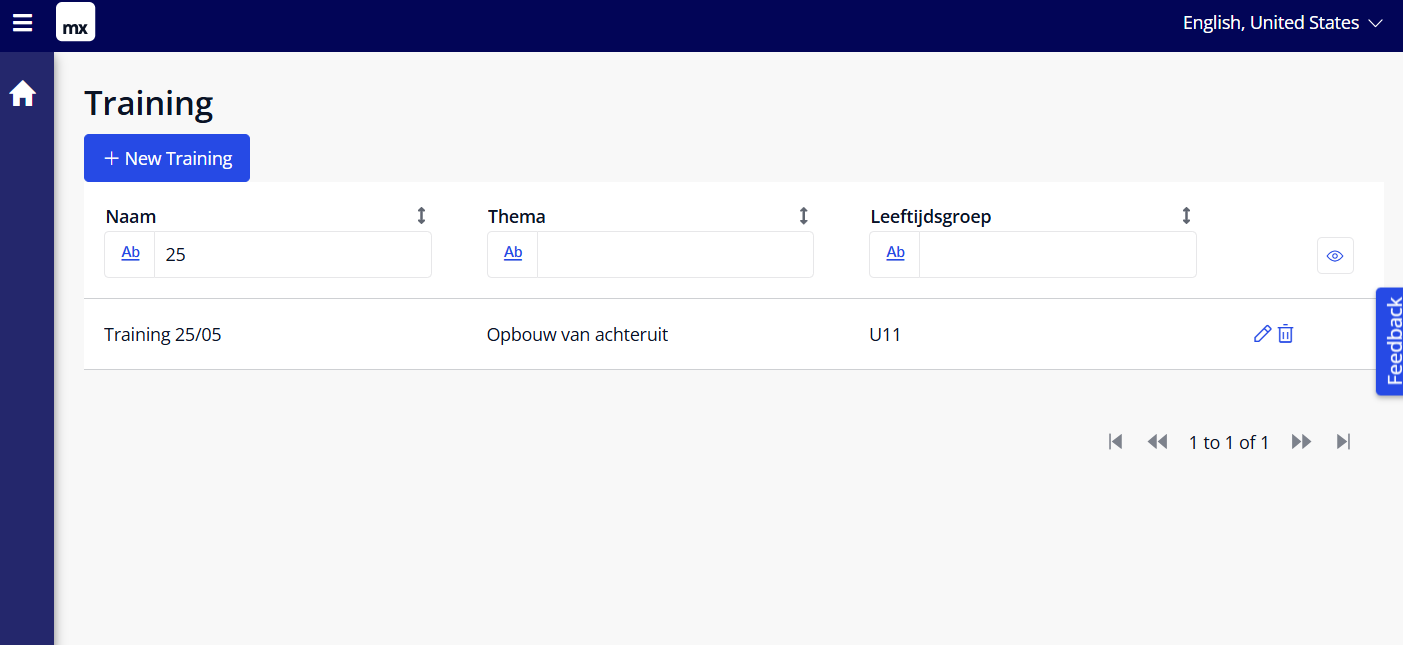 mx
English, United States
Training
+ New Training
Naam Thema Leeftijdsgroep
Ab 25 Ab Ab
Training 25/05 Opbouw van achteruit U11
Feedback
1 to 1 of 1